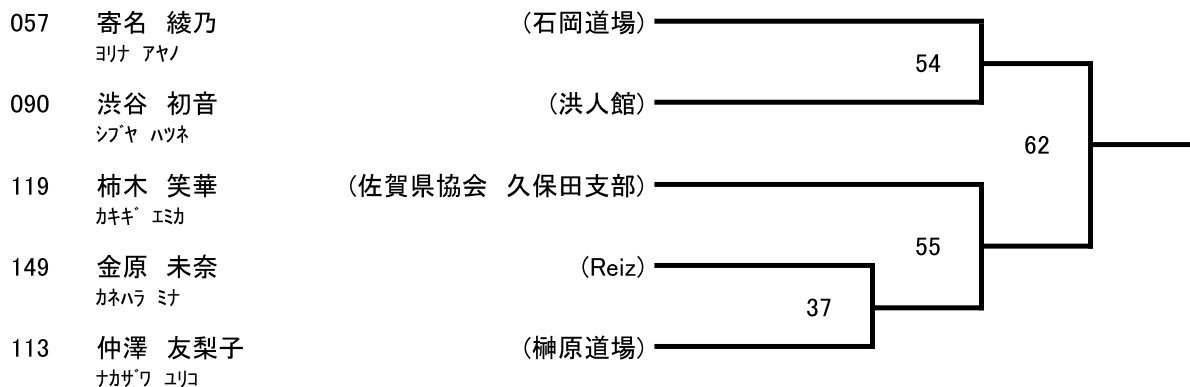 057 寄名 綾乃 (石岡道場)
ﾖﾘﾅ ｱﾔﾉ
54
090 渋谷 初音 (洪人館)
ｼﾌﾞﾔ ﾊﾂﾈ
62
119 柿木 笑華 (佐賀県協会 久保田支部)
ｶｷｷﾞ ｴﾐｶ
55
149 金原 未奈 (Reiz)
ｶﾈﾊﾗ ﾐﾅ
37
113 仲澤 友梨子 (榊原道場)
ﾅｶｻﾞﾜ ﾕﾘｺ